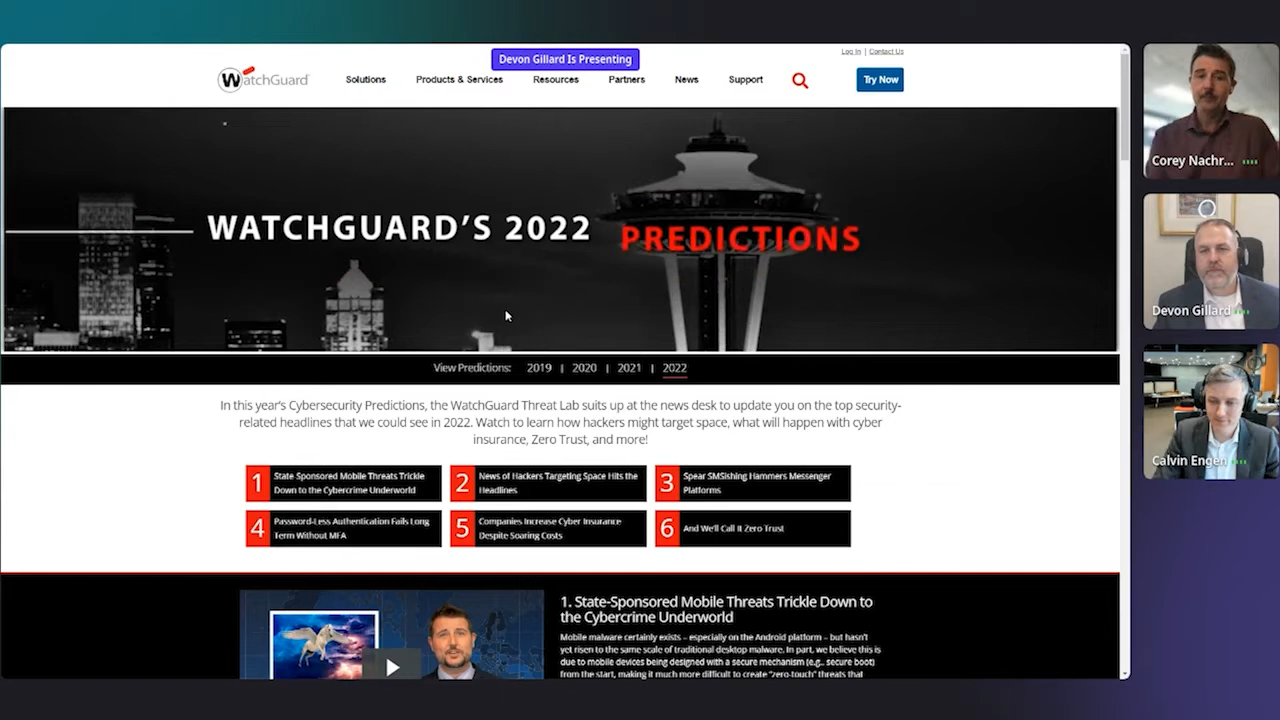 Log In | Contact Us
Devon Gillard Is Presenting
WatchGuard
Solutions
Products & Services
Resources
Partners
News
Support
Try Now
WATCHGUARD'S 2022 PREDICTIONS
View Predictions: 2019 | 2020 | 2021 | 2022
In this year's Cybersecurity Predictions, the WatchGuard Threat Lab suits up at the news desk to update you on the top security-
related headlines that we could see in 2022. Watch to learn how hackers might target space, what will happen with cyber
insurance, Zero Trust, and more!
1 State Sponsored Mobile Threats Trickle
Down to the Cybercrime Underworld
2 News of Hackers Targeting Space Hits the
Headlines
3 Spear SMSishing Hammers Messenger
Platforms
4 Password-Less Authentication Fails Long
Term Without MFA
5 Companies Increase Cyber Insurance
Despite Soaring Costs
6 And We'll Call It Zero Trust
1. State-Sponsored Mobile Threats Trickle Down to
the Cybercrime Underworld
Mobile malware certainly exists – especially on the Android platform – but hasn't
yet risen to the same scale of traditional desktop malware. In part, we believe this is
due to mobile devices being designed with a secure mechanism (e.g., secure boot)
from the start, making it much more difficult to create "zero-touch" threats that
Corey Nachr...
Devon Gillard
Calvin Engen